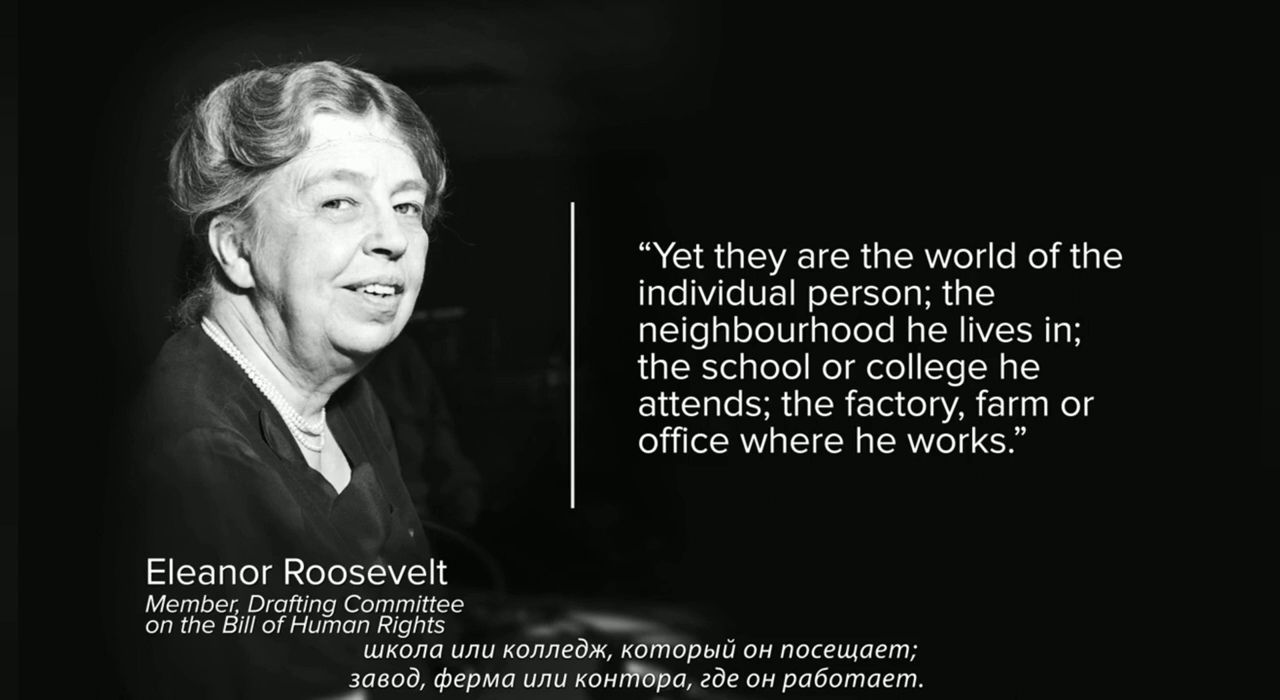 “Yet they are the world of the
individual person; the
neighbourhood he lives in;
the school or college he
attends; the factory, farm or
office where he works.”
Eleanor Roosevelt
Member, Drafting Committee
on the Bill of Human Rights
школа или колледж, который он посещает;
завод, ферма или контора, где он работает.